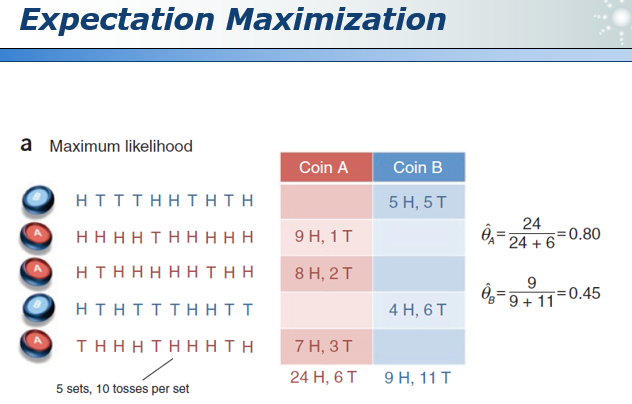 Expectation Maximization
a Maximum likelihood
Coin A Coin B
B H T T T H H T H T H 5 H, 5 T
A H H H H T H H H H H 9 H, 1 T
A H T H H H H H T H H 8 H, 2 T
B H T H T T T H H T T 4 H, 6 T
A T H H H T H H H T H 7 H, 3 T
24 H, 6 T 9 H, 11 T
5 sets, 10 tosses per set
θ̂A = 24 / 24 + 6 = 0.80
θ̂B = 9 / 9 + 11 = 0.45